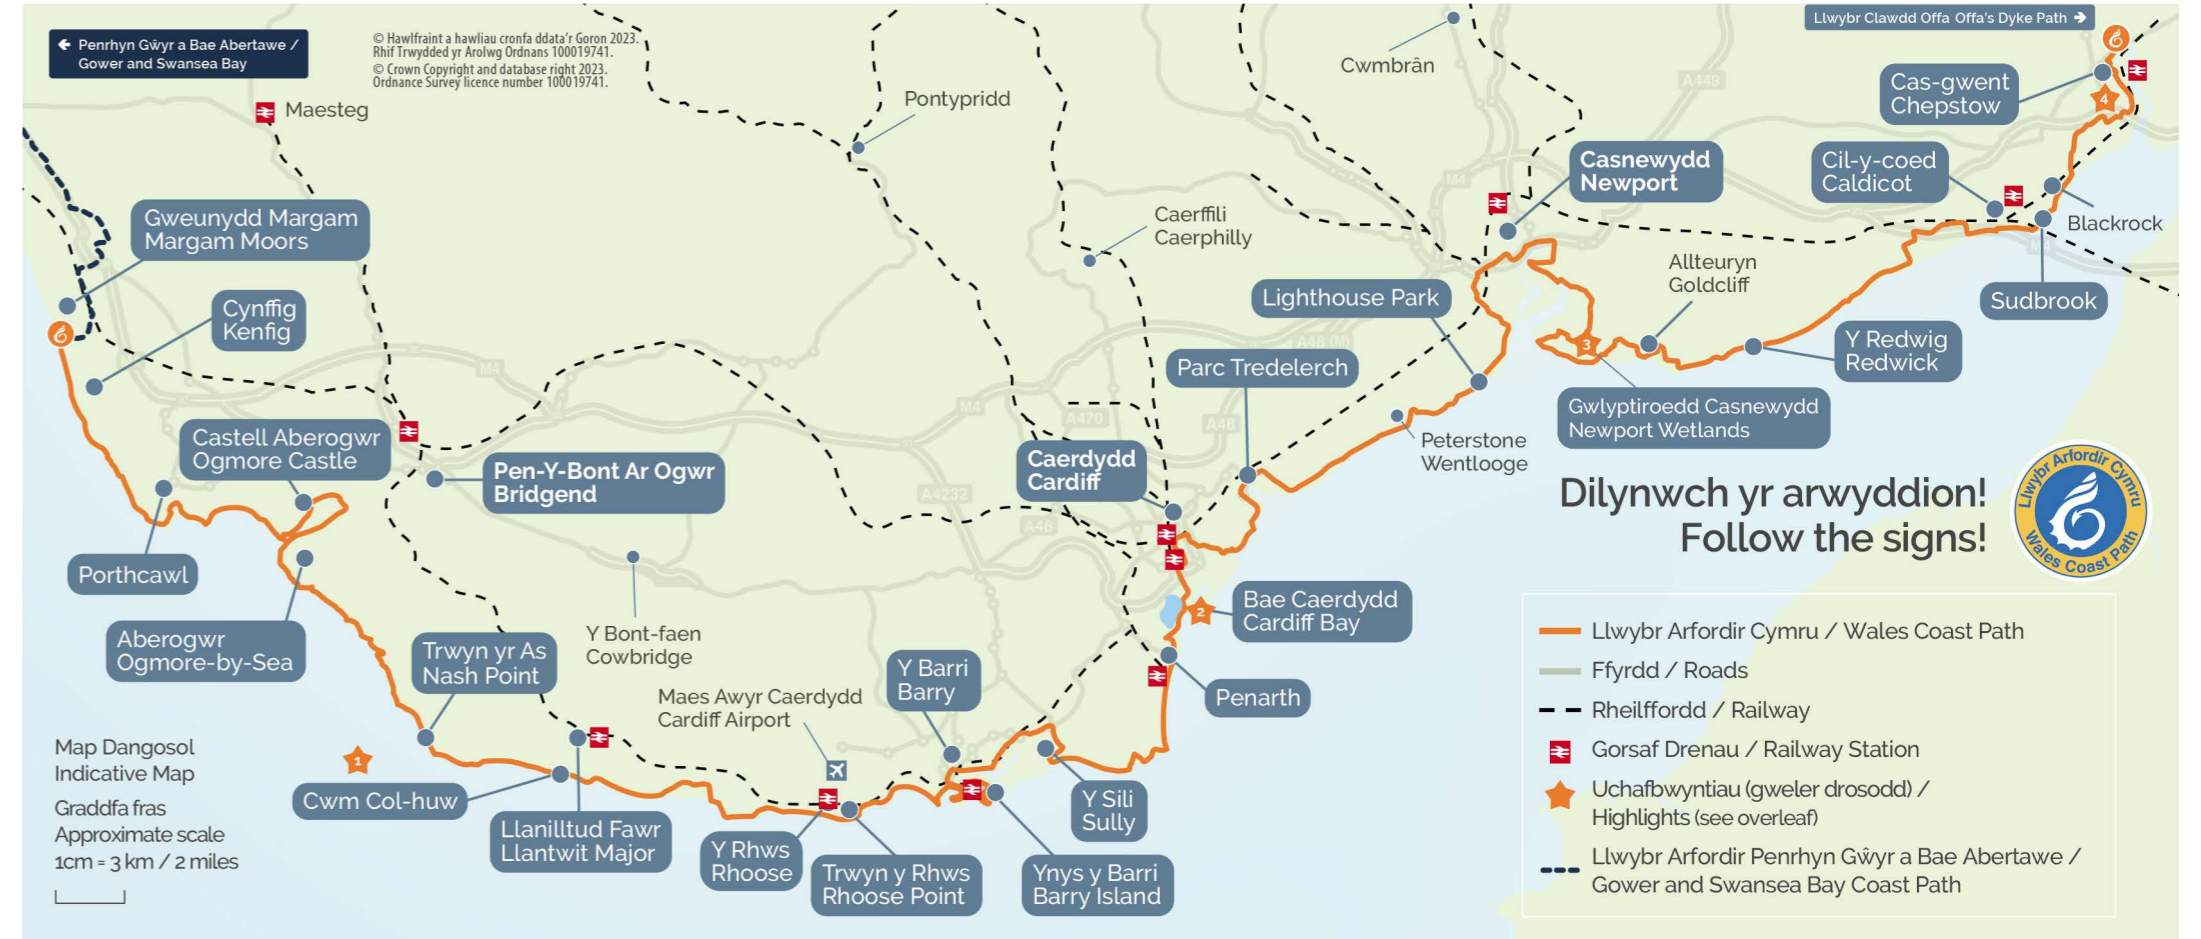 ← Penrhyn Gŵyr a Bae Abertawe /
Gower and Swansea Bay
© Hawlfraint a hawliau cronfa ddata'r Goron 2023.
Rhif Trwydded yr Arolwg Ordnans 100019741.
© Crown Copyright and database right 2023.
Ordnance Survey licence number 100019741.
Llwybr Clawdd Offa Offa's Dyke Path →
Maesteg
Pontypridd
Cwmbrân
A449
Cas-gwent
Chepstow
4
Casnewydd
Newport
Cil-y-coed
Caldicot
Blackrock
M4
M4
Gweunydd Margam
Margam Moors
Caerffili
Caerphilly
Allteuryn
Goldcliff
Sudbrook
Cynffig
Kenfig
Lighthouse Park
A48 (M)
3
Y Redwig
Redwick
M4
Parc Tredelerch
M4
A470
A48
Gwlyptiroedd Casnewydd
Newport Wetlands
Castell Aberogwr
Ogmore Castle
Peterstone
Wentlooge
Pen-Y-Bont Ar Ogwr
Bridgend
Caerdydd
Cardiff
A4232
A48
Dilynwch yr arwyddion!
Follow the signs!
Llwybr Arfordir Cymru
Wales Coast Path
Porthcawl
Aberogwr
Ogmore-by-Sea
Y Bont-faen
Cowbridge
2
Bae Caerdydd
Cardiff Bay
Trwyn yr As
Nash Point
Y Barri
Barry
Penarth
Maes Awyr Caerdydd
Cardiff Airport
1
Cwm Col-huw
Llanilltud Fawr
Llantwit Major
Y Rhws
Rhoose
Trwyn y Rhws
Rhoose Point
Ynys y Barri
Barry Island
Y Sili
Sully
Map Dangosol
Indicative Map
Graddfa fras
Approximate scale
1cm = 3 km / 2 miles
Llwybr Arfordir Cymru / Wales Coast Path
Ffyrdd / Roads
Rheilffordd / Railway
Gorsaf Drenau / Railway Station
Uchafbwyntiau (gweler drosodd) /
Highlights (see overleaf)
Llwybr Arfordir Penrhyn Gŵyr a Bae Abertawe /
Gower and Swansea Bay Coast Path